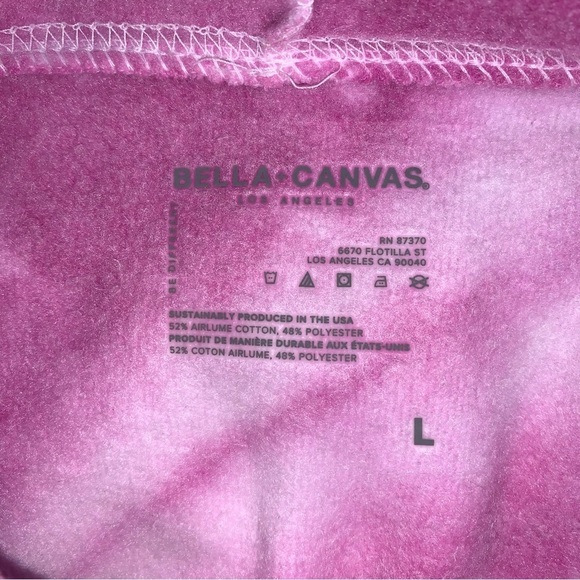 BELLA+CANVAS®
LOS ANGELES
BE DIFFERENT
RN 87370
6670 FLOTILLA ST
LOS ANGELES CA 90040
SUSTAINABLY PRODUCED IN THE USA
52% AIRLUME COTTON, 48% POLYESTER
PRODUIT DE MANIÈRE DURABLE AUX ÉTATS-UNIS
52% COTON AIRLUME, 48% POLYESTER
L